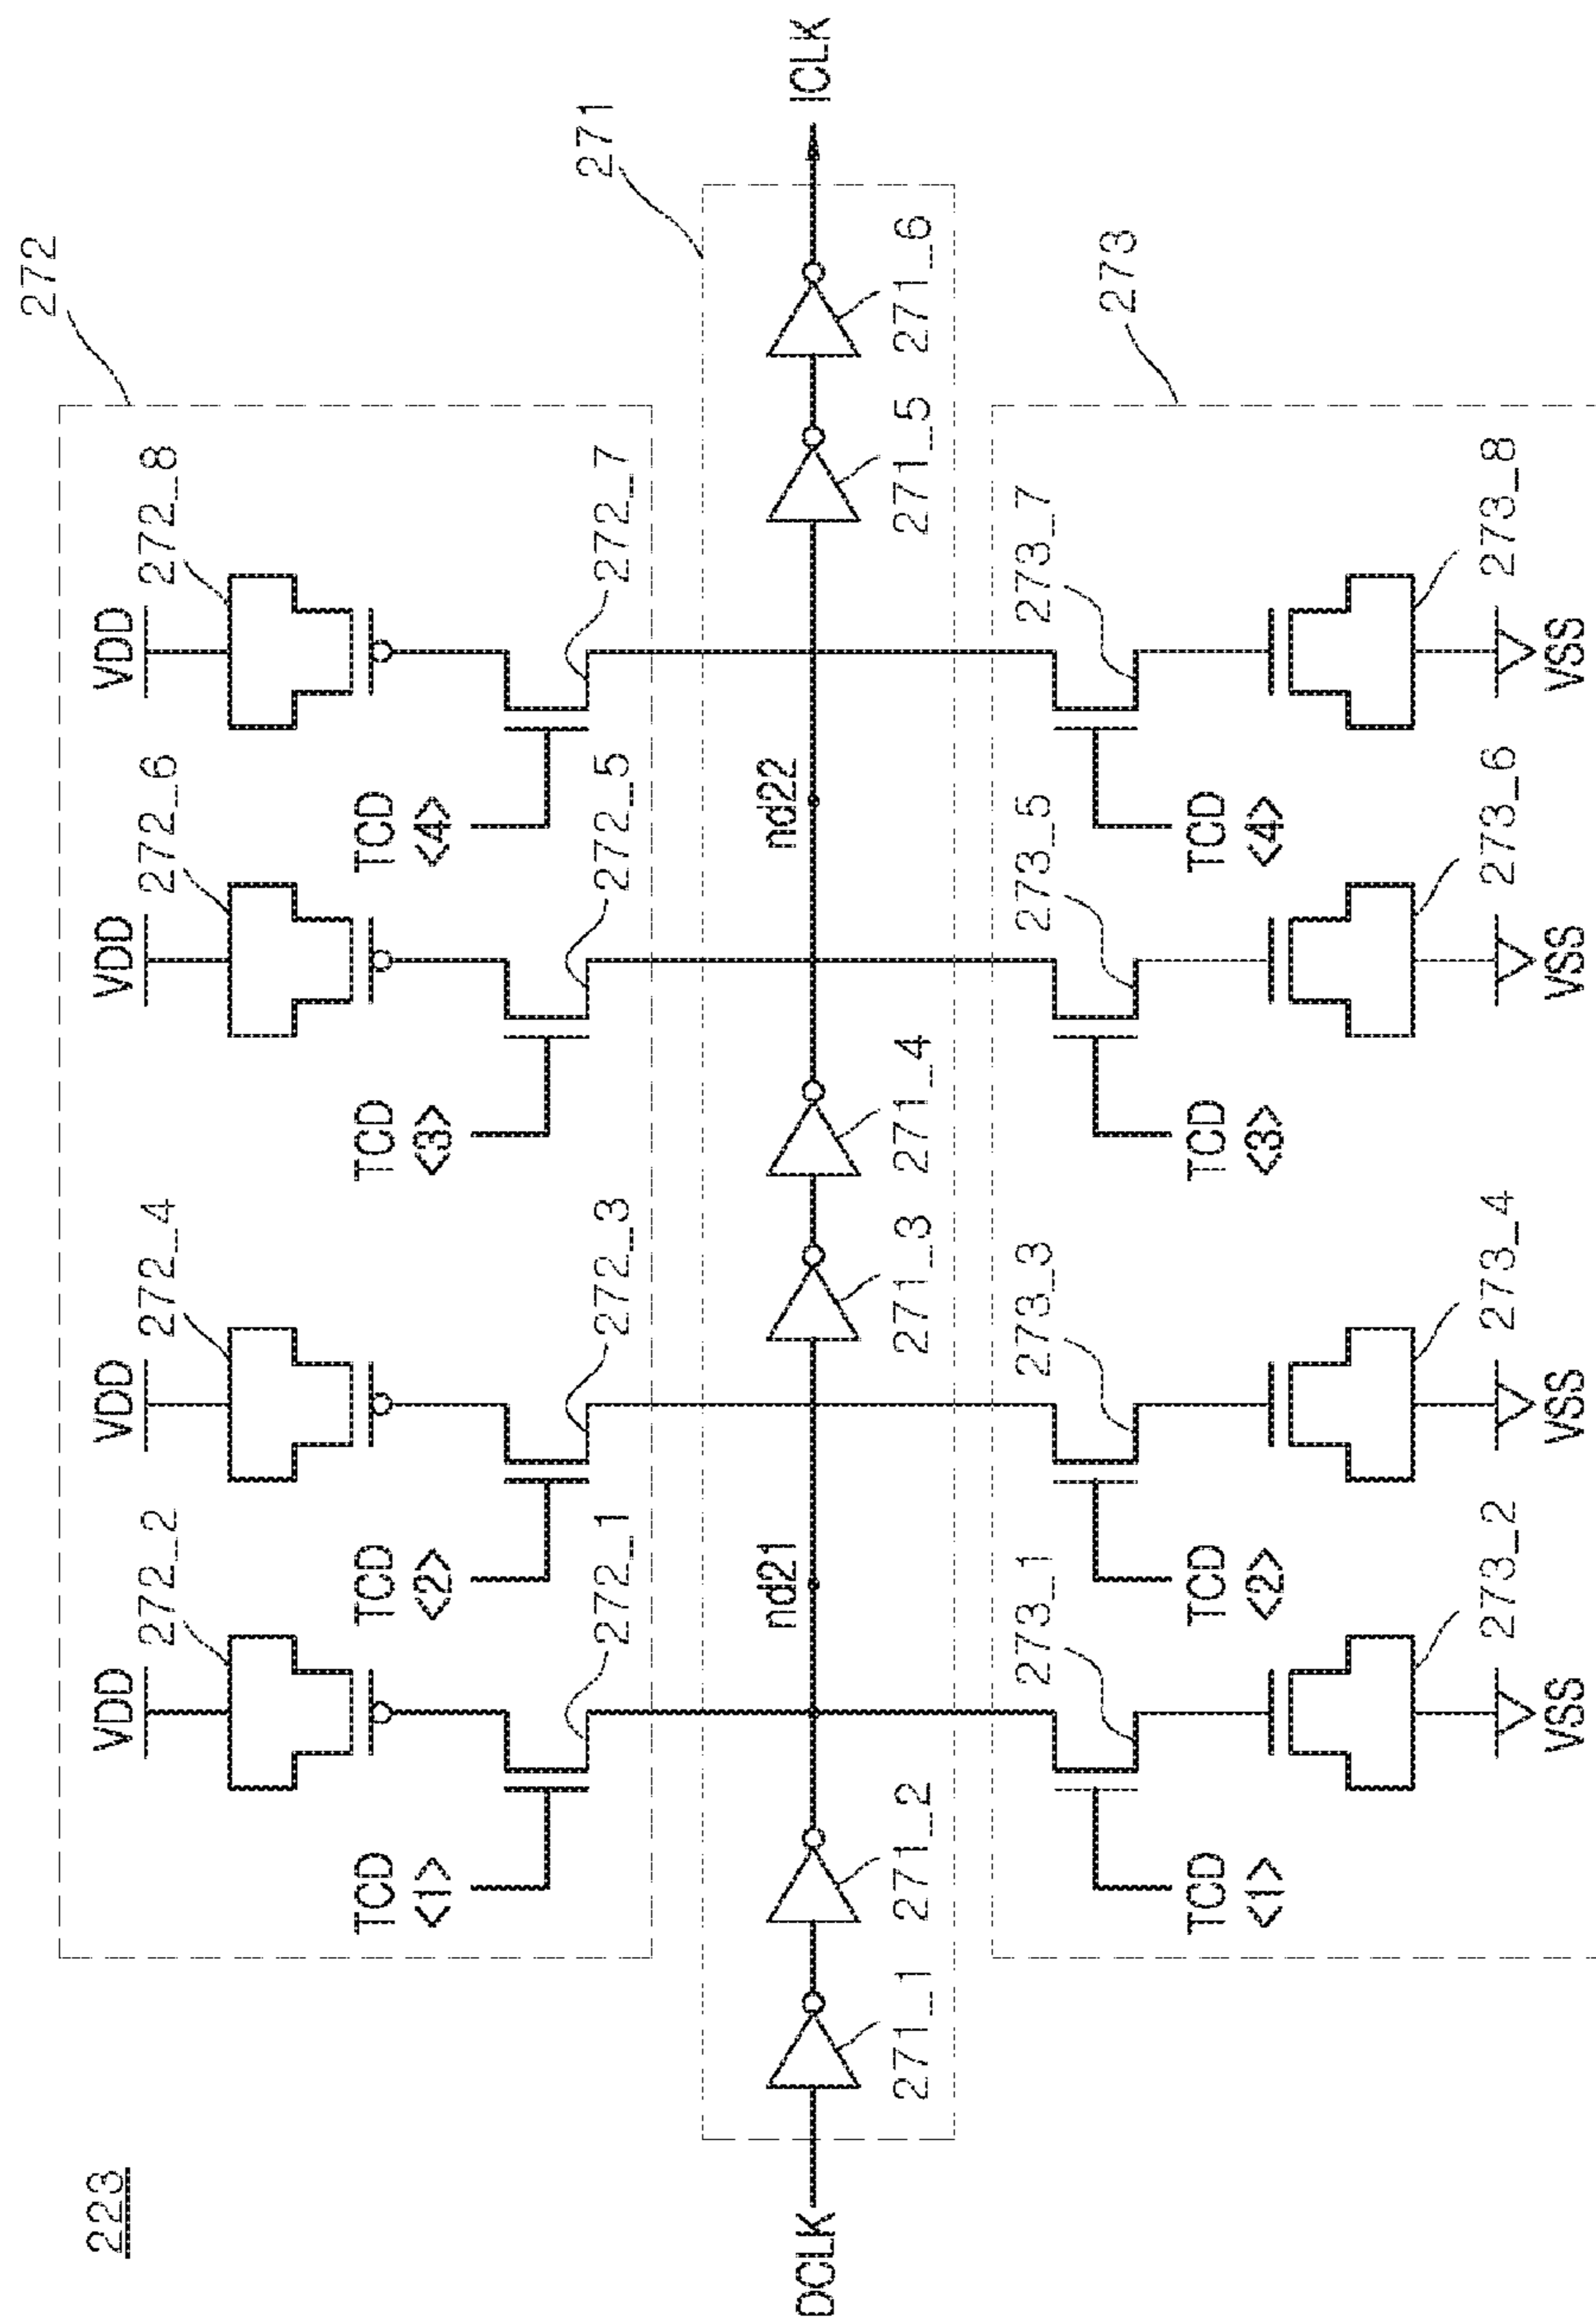 223
272
VDD
VDD
VDD
VDD
272_2
272_4
272_6
272_8
TCD
<1>
TCD
<2>
TCD
<3>
TCD
<4>
272_1
272_3
272_5
272_7
271
nd21
nd22
DCLK
ICLK
271_1
271_2
271_3
271_4
271_5
271_6
273
273_1
273_3
273_5
273_7
TCD
<1>
TCD
<2>
TCD
<3>
TCD
<4>
273_2
273_4
273_6
273_8
VSS
VSS
VSS
VSS